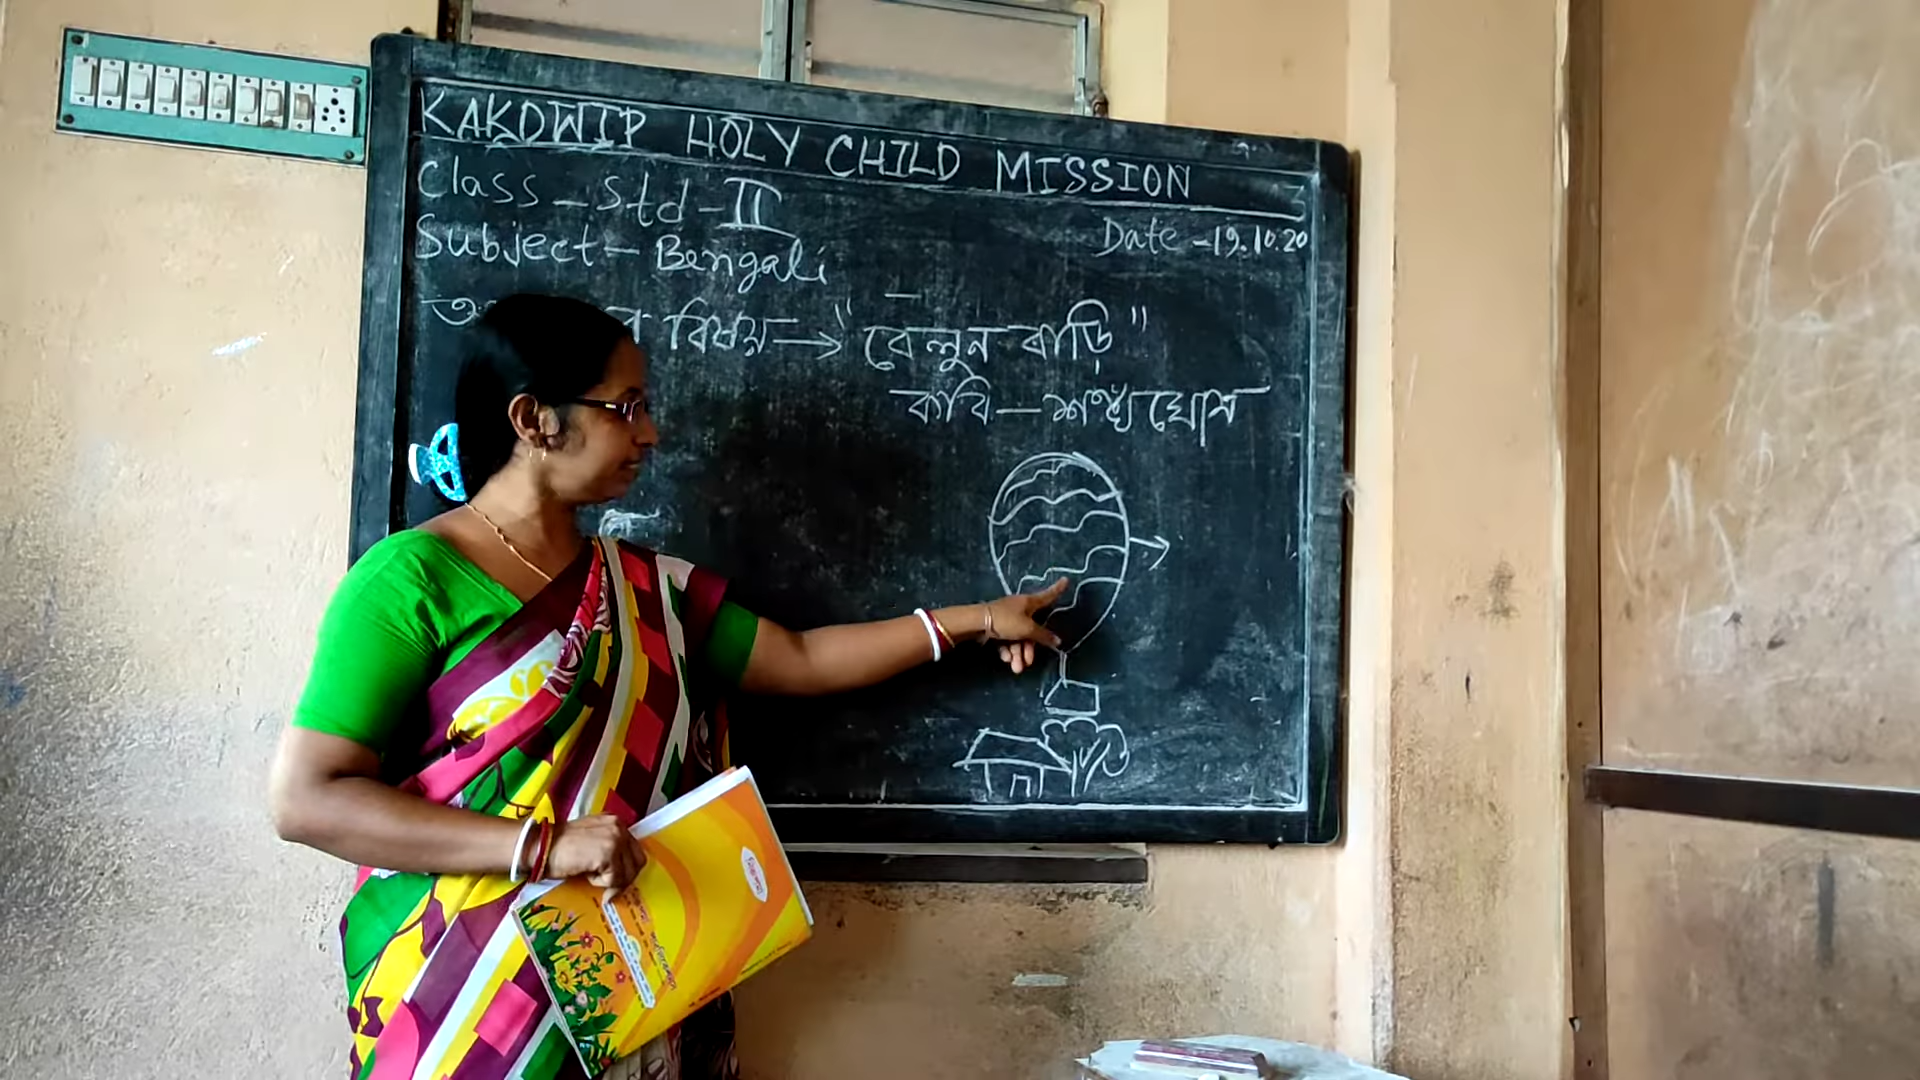 KAKDWIP HOLY CHILD MISSION
Class - Std - II
Subject - Bengali
Date - 19.10.20
বিষয় → "বেলুন বাড়ি"
কবি — শঙ্খ ঘোষ